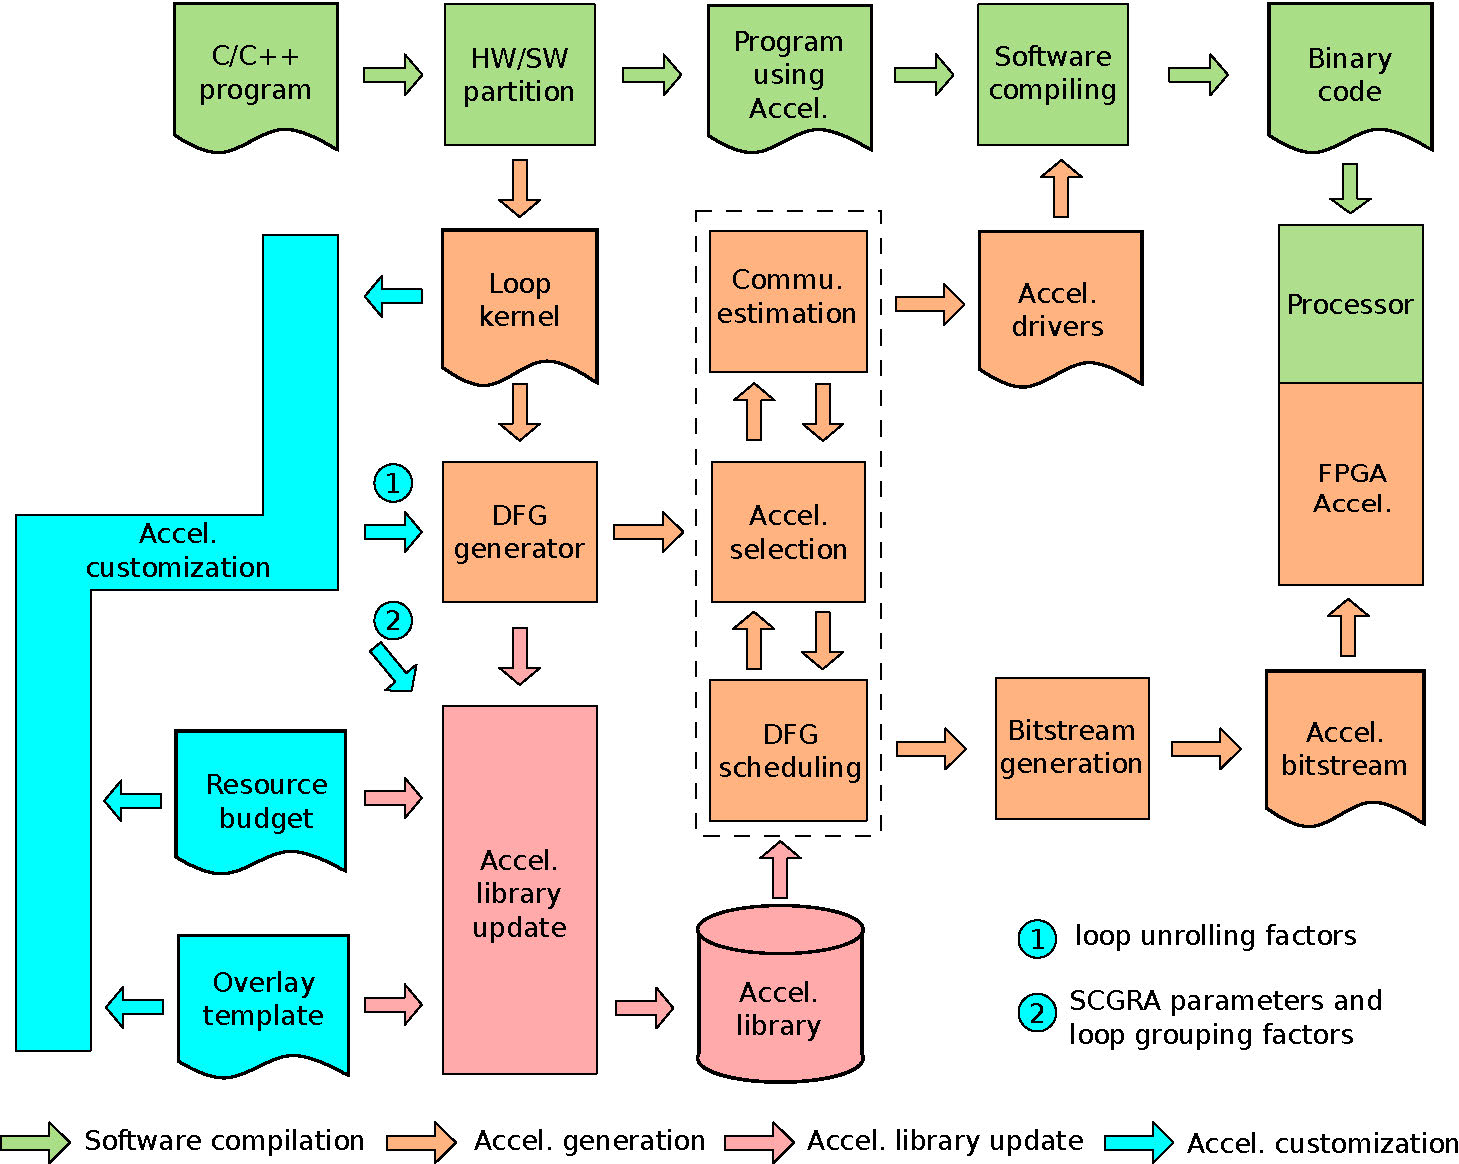 C/C++
program
HW/SW
partition
Program
using
Accel.
Software
compiling
Binary
code
Loop
kernel
Commu.
estimation
Accel.
drivers
Processor
FPGA
Accel.
1
DFG
generator
Accel.
selection
Accel.
customization
2
DFG
scheduling
Bitstream
generation
Accel.
bitstream
Resource
budget
Accel.
library
update
Overlay
template
Accel.
library
1 loop unrolling factors
2 SCGRA parameters and
loop grouping factors
Software compilation
Accel. generation
Accel. library update
Accel. customization